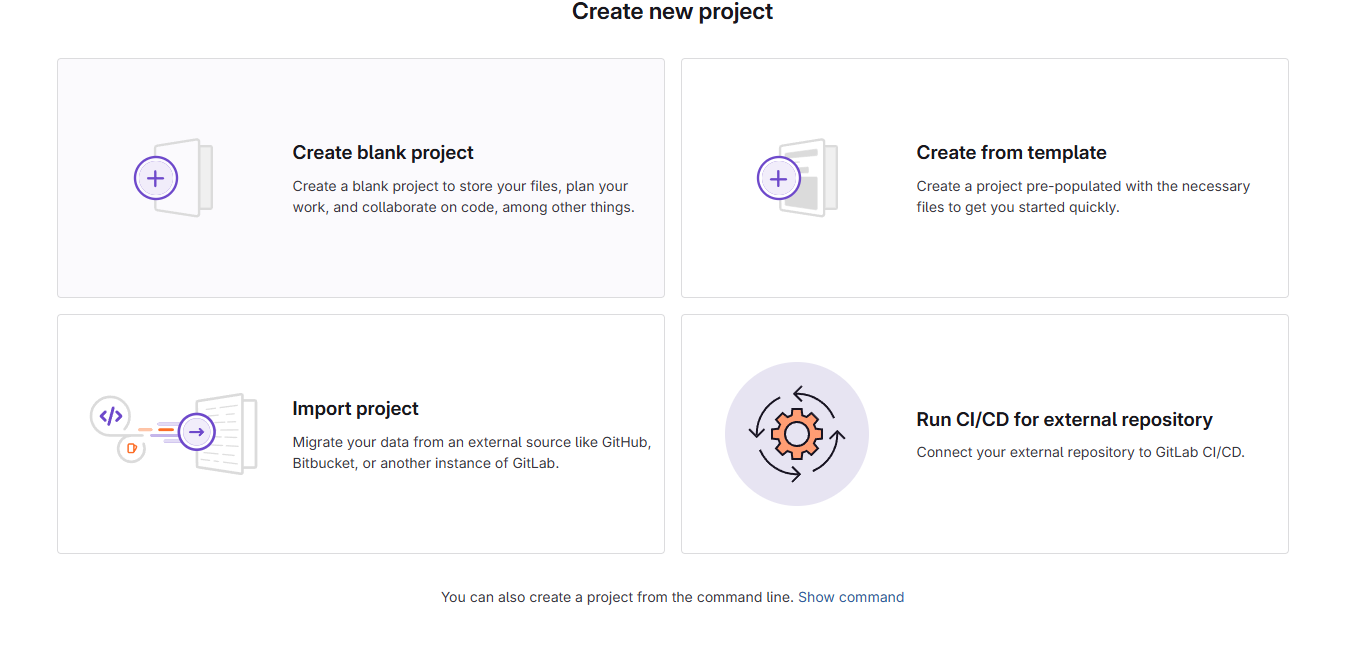 Create new project
Create blank project
Create a blank project to store your files, plan your
work, and collaborate on code, among other things.
Create from template
Create a project pre-populated with the necessary
files to get you started quickly.
Import project
Migrate your data from an external source like GitHub,
Bitbucket, or another instance of GitLab.
Run CI/CD for external repository
Connect your external repository to GitLab CI/CD.
You can also create a project from the command line. Show command